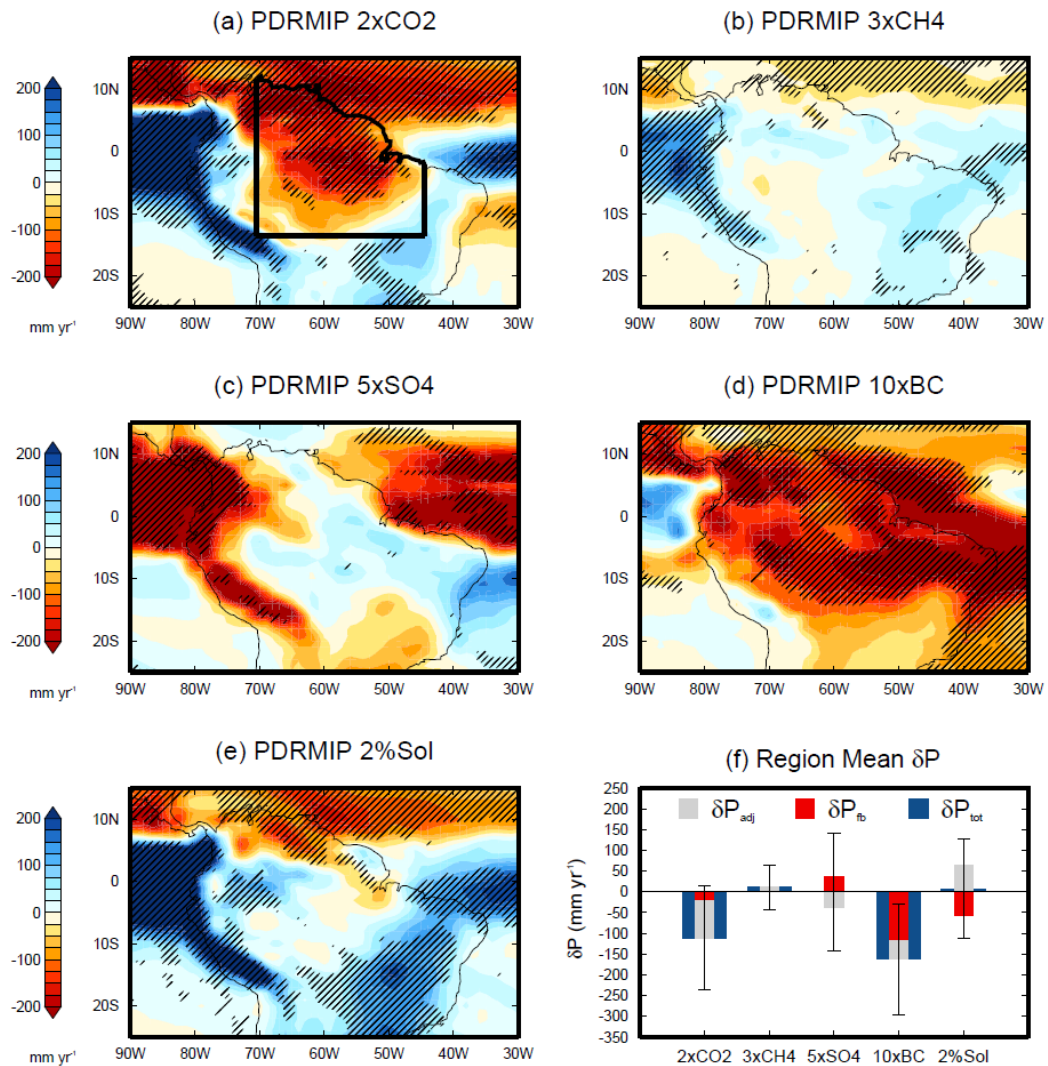 (a) PDRMIP 2xCO2
(b) PDRMIP 3xCH4
200
100
0
-100
-200
mm yr⁻¹
10N
0
10S
20S
90W 80W 70W 60W 50W 40W 30W
10N
0
10S
20S
90W 80W 70W 60W 50W 40W 30W
(c) PDRMIP 5xSO4
(d) PDRMIP 10xBC
200
100
0
-100
-200
mm yr⁻¹
10N
0
10S
20S
90W 80W 70W 60W 50W 40W 30W
10N
0
10S
20S
90W 80W 70W 60W 50W 40W 30W
(e) PDRMIP 2%Sol
(f) Region Mean δP
200
100
0
-100
-200
mm yr⁻¹
10N
0
10S
20S
90W 80W 70W 60W 50W 40W 30W
δP (mm yr⁻¹)
250
200
150
100
50
0
-50
-100
-150
-200
-250
-300
-350
δPadj δPfb δPtot
2xCO2 3xCH4 5xSO4 10xBC 2%Sol